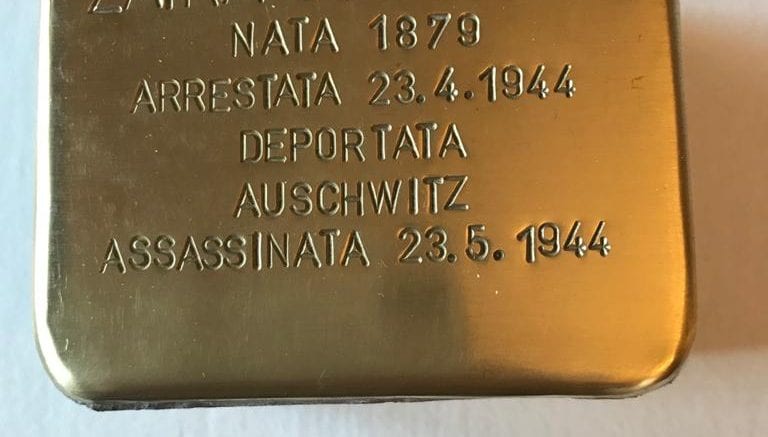 NATA 1879
ARRESTATA 23.4.1944
DEPORTATA
AUSCHWITZ
ASSASSINATA 23.5.1944